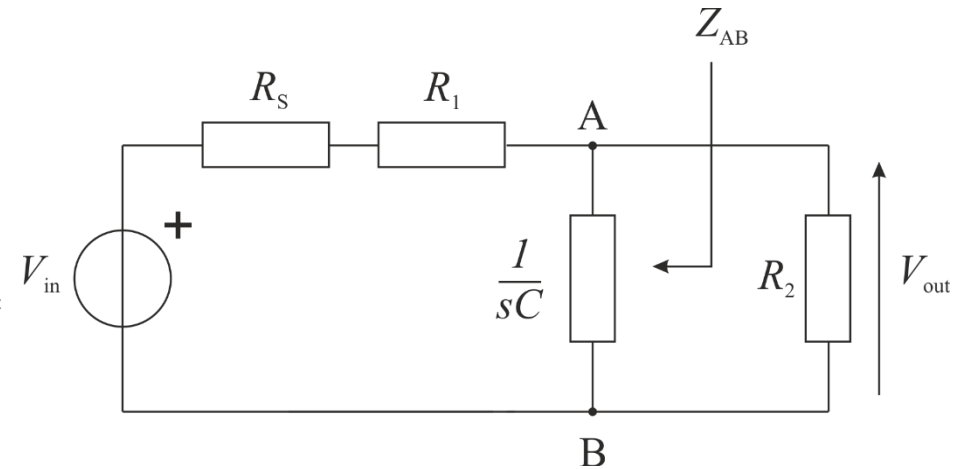 Z_AB
R_S
R_1
A
+
V_in
1
sC
R_2
V_out
:
B